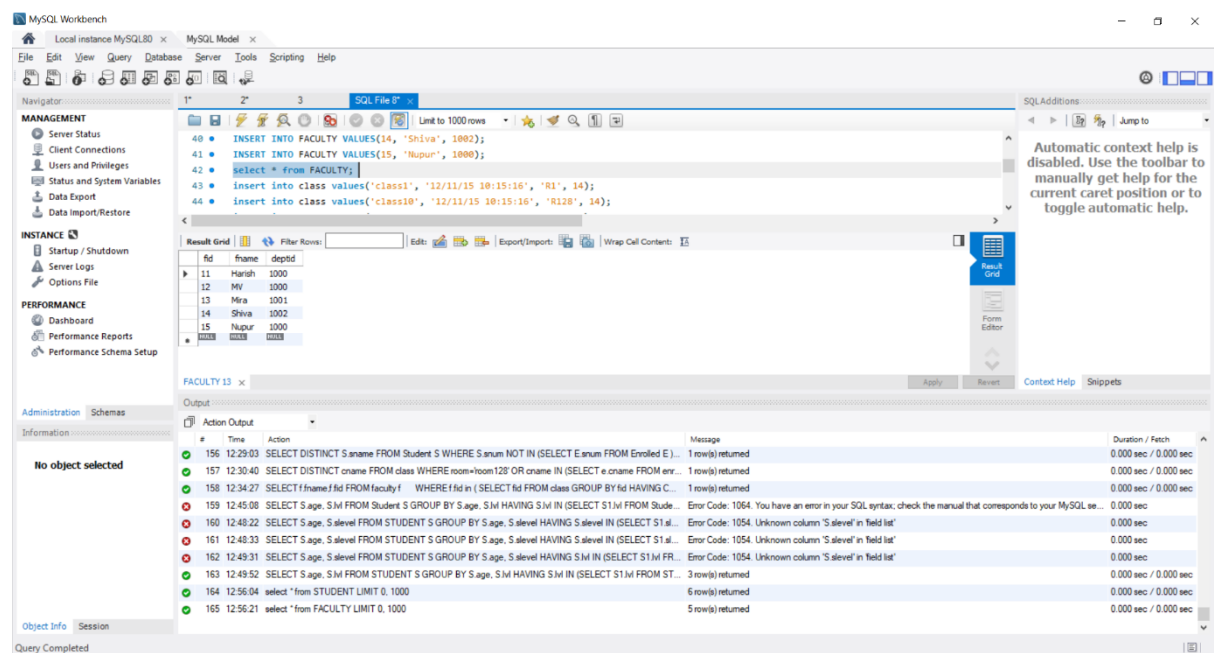 MySQL Workbench
Local instance MySQL80 × MySQL Model ×
File Edit View Query Database Server Tools Scripting Help
Navigator
MANAGEMENT
Server Status
Client Connections
Users and Privileges
Status and System Variables
Data Export
Data Import/Restore
INSTANCE
Startup / Shutdown
Server Logs
Options File
PERFORMANCE
Dashboard
Performance Reports
Performance Schema Setup
Administration Schemas
Information
No object selected
Object Info Session
1* 2* 3 SQL File 8* ×
Limit to 1000 rows
40 INSERT INTO FACULTY VALUES(14, 'Shiva', 1002);
41 INSERT INTO FACULTY VALUES(15, 'Nupur', 1000);
42 select * from FACULTY;
43 insert into class values('class1', '12/11/15 10:15:16', 'R1', 14);
44 insert into class values('class10', '12/11/15 10:15:16', 'R128', 14);
Result Grid Filter Rows: Edit: Export/Import: Wrap Cell Content:
fid fname deptid
11 Harish 1000
12 MV 1000
13 Mira 1001
14 Shiva 1002
15 Nupur 1000
NULL NULL NULL
Result Grid
Form Editor
FACULTY 13 × Apply Revert
SQLAdditions
Jump to
Automatic context help is
disabled. Use the toolbar to
manually get help for the
current caret position or to
toggle automatic help.
Context Help Snippets
Output
Action Output
# Time Action Message Duration / Fetch
156 12:29:03 SELECT DISTINCT S.sname FROM Student S WHERE S.snum NOT IN (SELECT E.snum FROM Enrolled E )... 1 row(s) returned 0.000 sec / 0.000 sec
157 12:30:40 SELECT DISTINCT cname FROM class WHERE room='room128' OR cname IN (SELECT e.cname FROM enr... 1 row(s) returned 0.000 sec / 0.000 sec
158 12:34:27 SELECT f.fname,f.fid FROM faculty f WHERE f.fid in ( SELECT fid FROM class GROUP BY fid HAVING C... 1 row(s) returned 0.000 sec / 0.000 sec
159 12:45:08 SELECT S.age, S.lvl FROM Student S GROUP BY S.age, S.lvl HAVING S.lvl IN (SELECT S1.lvl FROM Stude... Error Code: 1064. You have an error in your SQL syntax; check the manual that corresponds to your MySQL se... 0.000 sec
160 12:48:22 SELECT S.age, S.slevel FROM STUDENT S GROUP BY S.age, S.slevel HAVING S.slevel IN (SELECT S1.sl... Error Code: 1054. Unknown column 'S.slevel' in field list' 0.000 sec
161 12:48:33 SELECT S.age, S.slevel FROM STUDENT S GROUP BY S.age, S.slevel HAVING S.slevel IN (SELECT S1.sl... Error Code: 1054. Unknown column 'S.slevel' in field list' 0.000 sec
162 12:49:31 SELECT S.age, S.slevel FROM STUDENT S GROUP BY S.age, S.slevel HAVING S.lvl IN (SELECT S1.lvl FR... Error Code: 1054. Unknown column 'S.slevel' in field list' 0.000 sec
163 12:49:52 SELECT S.age, S.lvl FROM STUDENT S GROUP BY S.age, S.lvl HAVING S.lvl IN (SELECT S1.lvl FROM ST... 3 row(s) returned 0.000 sec / 0.000 sec
164 12:56:04 select * from STUDENT LIMIT 0, 1000 6 row(s) returned 0.000 sec / 0.000 sec
165 12:56:21 select * from FACULTY LIMIT 0, 1000 5 row(s) returned 0.000 sec / 0.000 sec
Query Completed